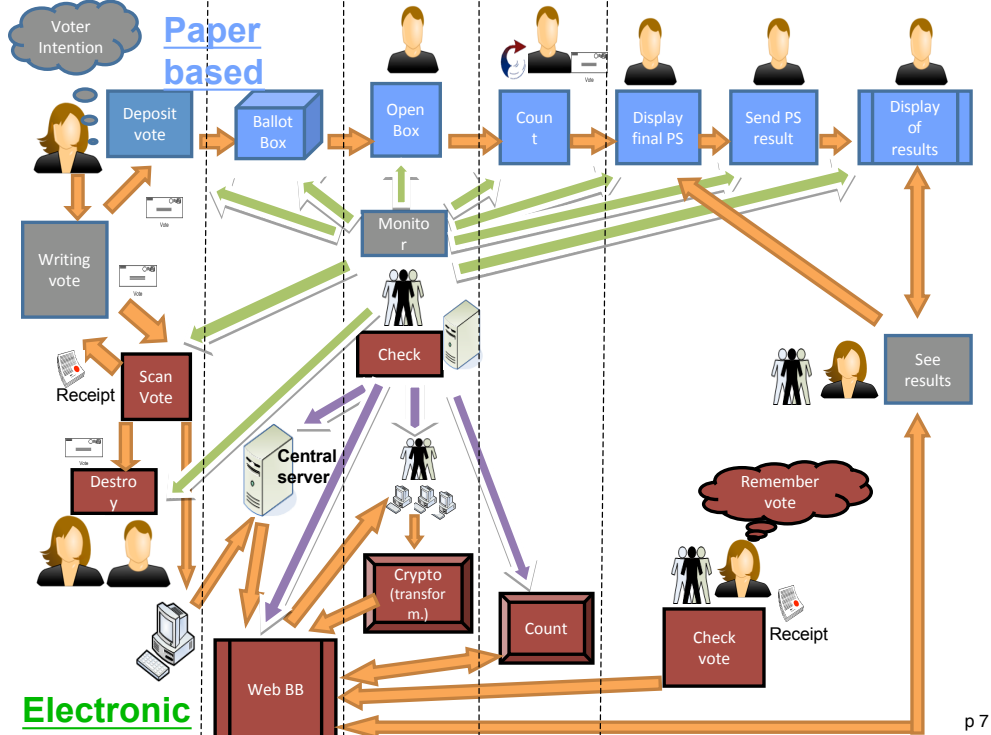 Voter
Intention
Paper
based
Deposit
vote
Ballot
Box
Open
Box
Coun
t
Display
final PS
Send PS
result
Display
of
results
Vote
Vote
Monito
r
Writing
vote
Vote
Check
See
results
Scan
Vote
Receipt
Vote
Central
server
Destro
y
Remember
vote
Crypto
(transfor
m.)
Count
Check
vote
Receipt
Web BB
Electronic
p 7